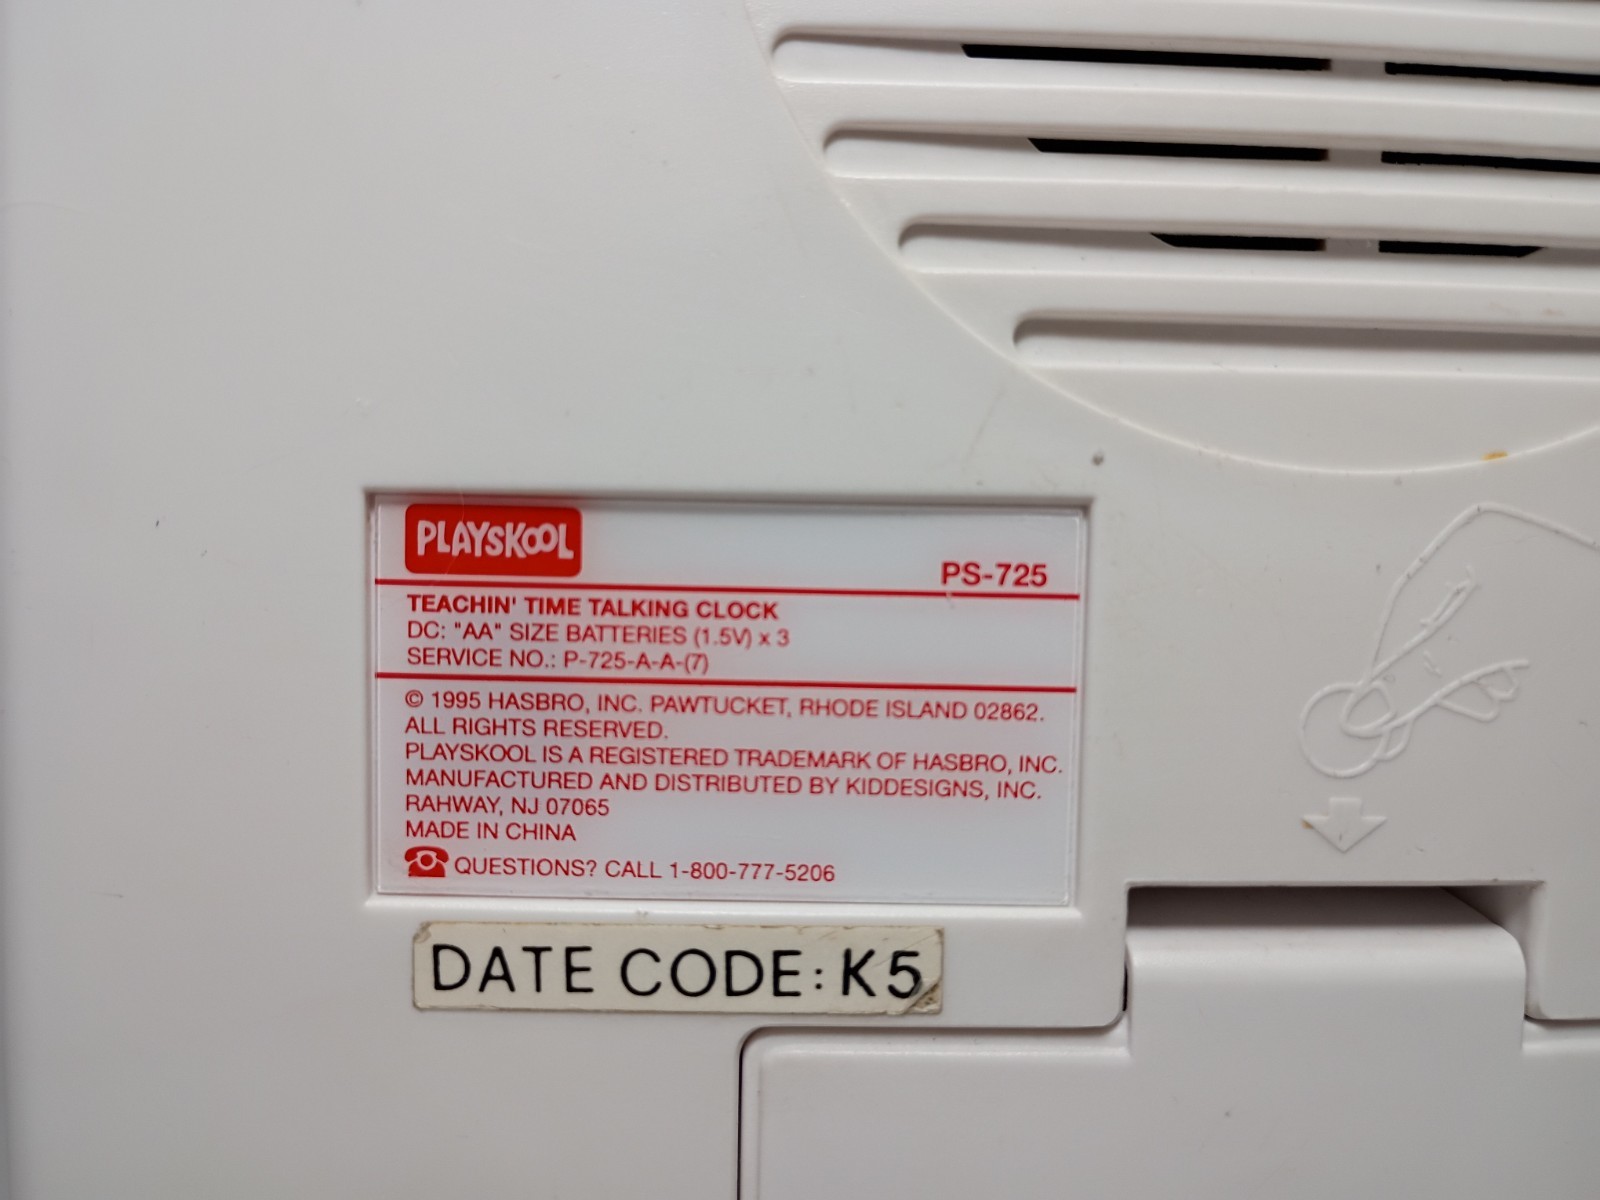 PLAYSKOOL
PS-725
TEACHIN' TIME TALKING CLOCK
DC: "AA" SIZE BATTERIES (1.5V) x 3
SERVICE NO.: P-725-A-A-(7)
© 1995 HASBRO, INC. PAWTUCKET, RHODE ISLAND 02862.
ALL RIGHTS RESERVED.
PLAYSKOOL IS A REGISTERED TRADEMARK OF HASBRO, INC.
MANUFACTURED AND DISTRIBUTED BY KIDDESIGNS, INC.
RAHWAY, NJ 07065
MADE IN CHINA
QUESTIONS? CALL 1-800-777-5206
DATE CODE: K5